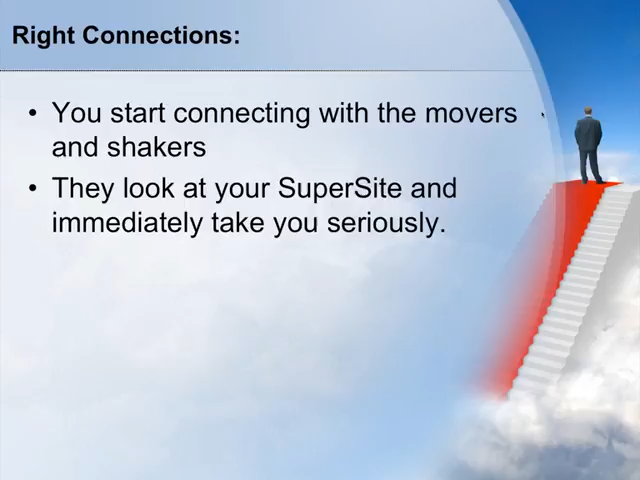 Right Connections:
• You start connecting with the movers
and shakers
• They look at your SuperSite and
immediately take you seriously.